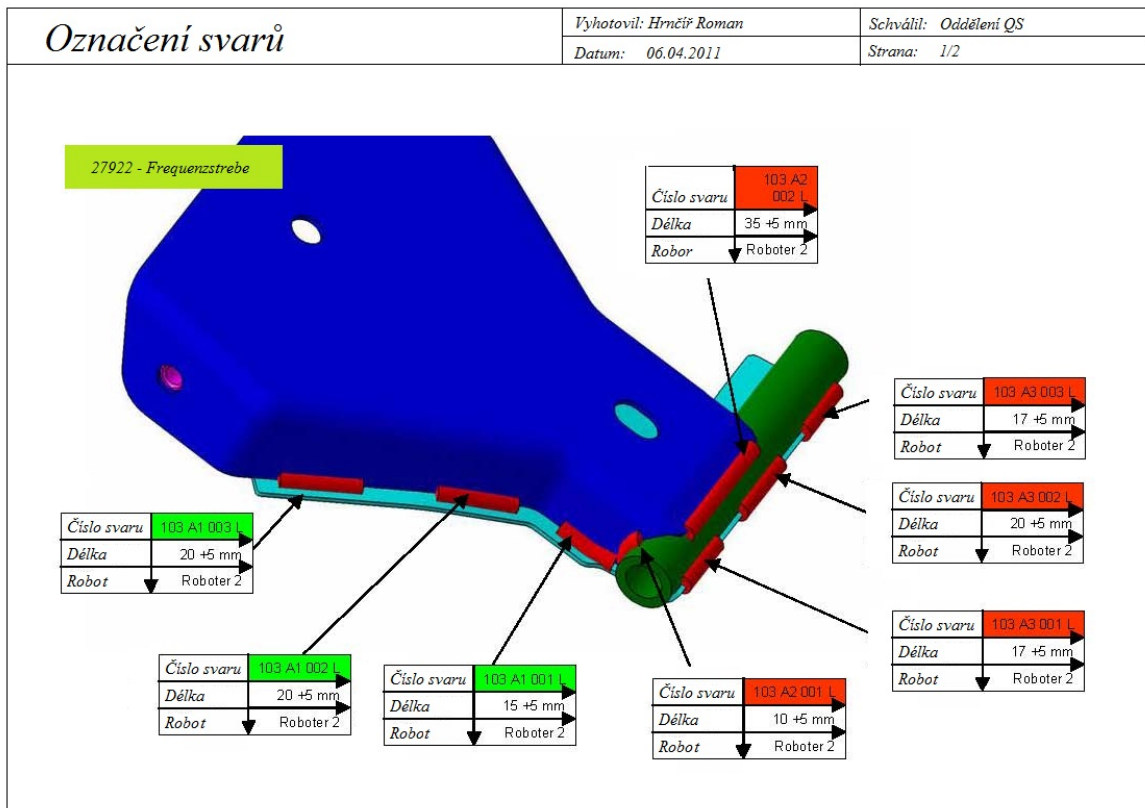 Označení svarů
Vyhotovil: Hrnčíř Roman
Schválil: Oddělení QS
Datum: 06.04.2011
Strana: 1/2
27922 - Frequenzstrebe
Číslo svaru 103 A2 002 L
Délka 35 +5 mm
Robor Roboter 2
Číslo svaru 103 A3 003 L
Délka 17 +5 mm
Robot Roboter 2
Číslo svaru 103 A3 002 L
Délka 20 +5 mm
Robot Roboter 2
Číslo svaru 103 A1 003 L
Délka 20 +5 mm
Robot Roboter 2
Číslo svaru 103 A3 001 L
Délka 17 +5 mm
Robot Roboter 2
Číslo svaru 103 A1 002 L
Délka 20 +5 mm
Robot Roboter 2
Číslo svaru 103 A1 001 L
Délka 15 +5 mm
Robot Roboter 2
Číslo svaru 103 A2 001 L
Délka 10 +5 mm
Robot Roboter 2